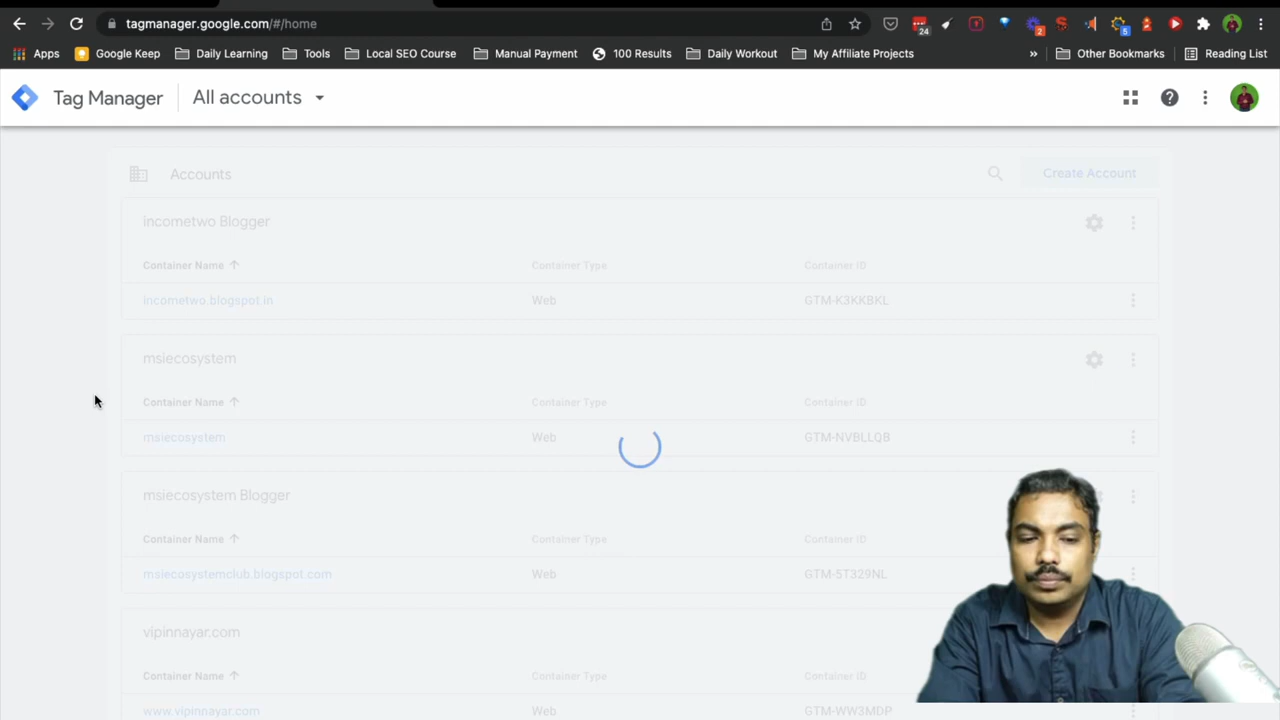 tagmanager.google.com/#/home
24
2
5
Apps Google Keep Daily Learning Tools Local SEO Course Manual Payment 100 Results Daily Workout My Affiliate Projects » Other Bookmarks Reading List
Tag Manager All accounts
Accounts Create Account
incometwo Blogger
Container Name Container Type Container ID
incometwo.blogspot.in Web GTM-K3KKBKL
msiecosystem
Container Name Container Type Container ID
msiecosystem Web GTM-NVBLLQB
msiecosystem Blogger
Container Name Container Type Container ID
msiecosystemclub.blogspot.com Web GTM-5T329NL
vipinnayar.com
Container Name Container Type Container ID
www.vipinnayar.com Web GTM-WW3MDP